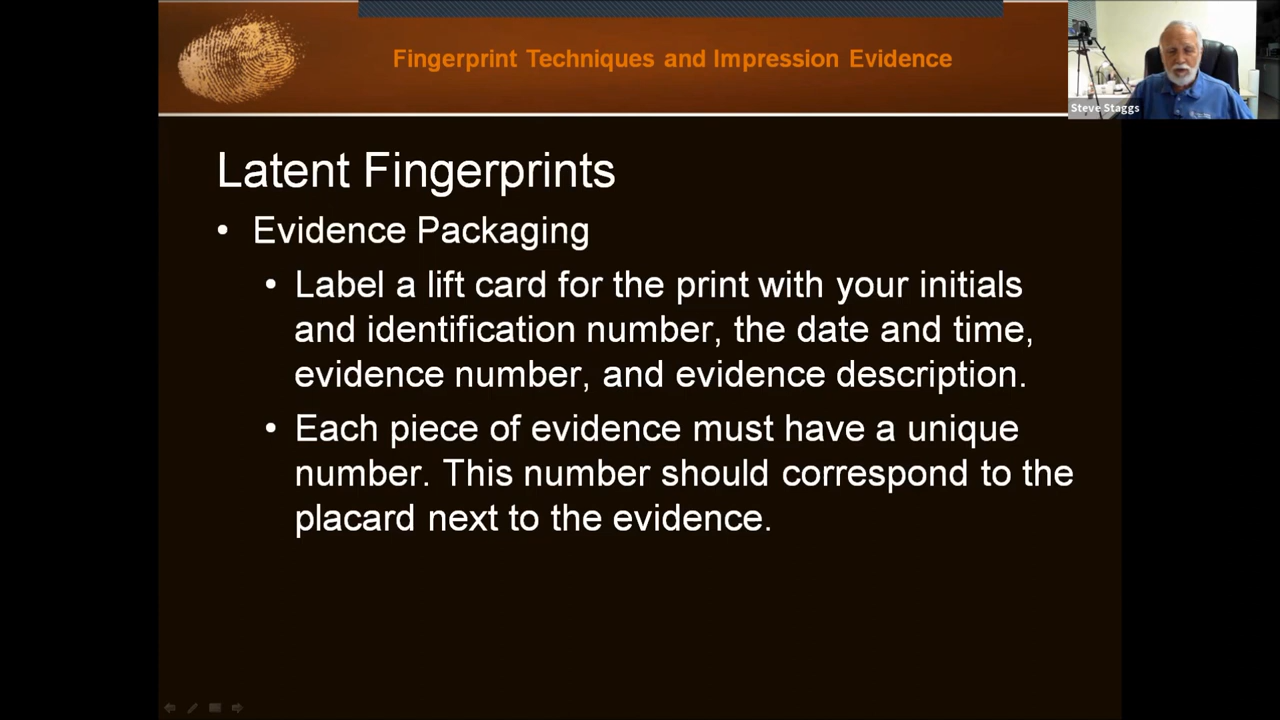 Fingerprint Techniques and Impression Evidence
Steve Staggs
Latent Fingerprints
• Evidence Packaging
• Label a lift card for the print with your initials
and identification number, the date and time,
evidence number, and evidence description.
• Each piece of evidence must have a unique
number. This number should correspond to the
placard next to the evidence.